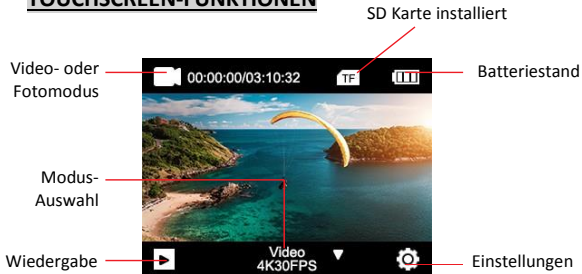 TOUCHSCREEN-FUNKTIONEN
SD Karte installiert
Video- oder
Fotomodus
00:00:00/03:10:32
TF
Batteriestand
Modus-
Auswahl
Wiedergabe
Video
4K30FPS
Einstellungen